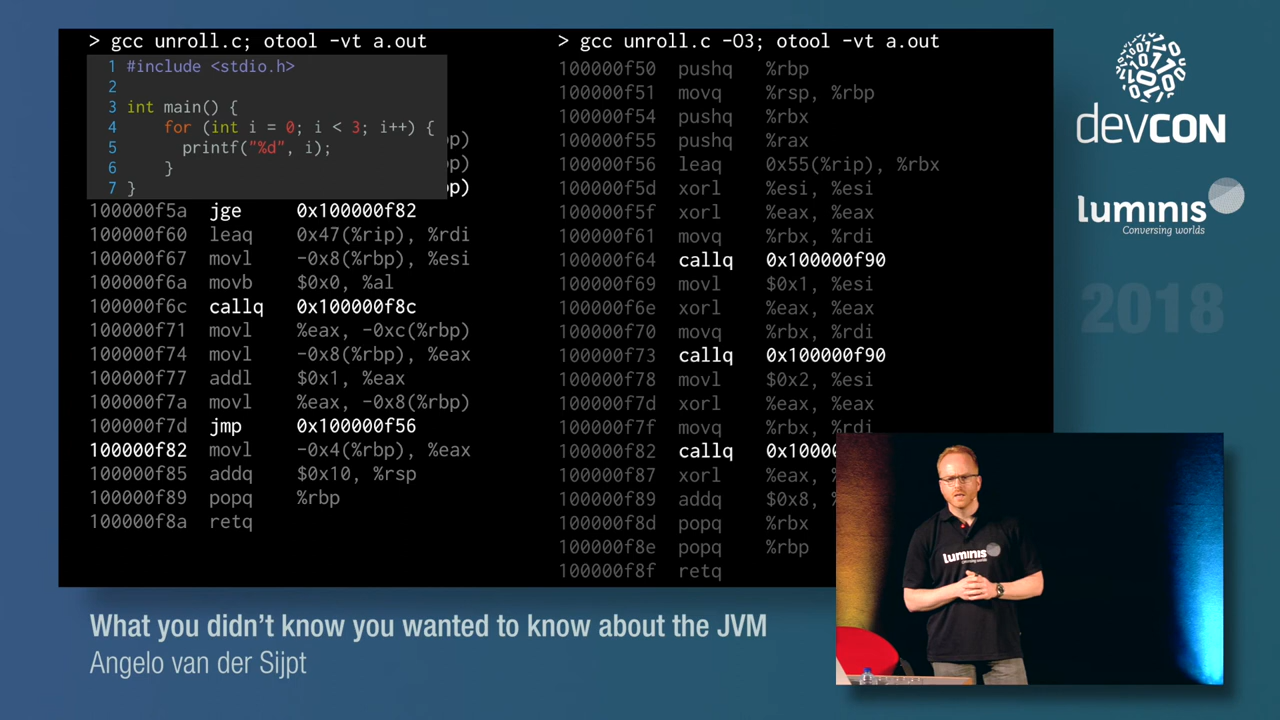 > gcc unroll.c; otool -vt a.out
1 #include <stdio.h>
2
3 int main() {
4 for (int i = 0; i < 3; i++) {
5 printf("%d", i);
6 }
7 }
bp)
bp)
bp)
100000f5a jge 0x100000f82
100000f60 leaq 0x47(%rip), %rdi
100000f67 movl -0x8(%rbp), %esi
100000f6a movb $0x0, %al
100000f6c callq 0x100000f8c
100000f71 movl %eax, -0xc(%rbp)
100000f74 movl -0x8(%rbp), %eax
100000f77 addl $0x1, %eax
100000f7a movl %eax, -0x8(%rbp)
100000f7d jmp 0x100000f56
100000f82 movl -0x4(%rbp), %eax
100000f85 addq $0x10, %rsp
100000f89 popq %rbp
100000f8a retq
> gcc unroll.c -O3; otool -vt a.out
100000f50 pushq %rbp
100000f51 movq %rsp, %rbp
100000f54 pushq %rbx
100000f55 pushq %rax
100000f56 leaq 0x55(%rip), %rbx
100000f5d xorl %esi, %esi
100000f5f xorl %eax, %eax
100000f61 movq %rbx, %rdi
100000f64 callq 0x100000f90
100000f69 movl $0x1, %esi
100000f6e xorl %eax, %eax
100000f70 movq %rbx, %rdi
100000f73 callq 0x100000f90
100000f78 movl $0x2, %esi
100000f7d xorl %eax, %eax
100000f7f movq %rbx, %rdi
100000f82 callq 0x10000
100000f87 xorl %eax,
100000f89 addq $0x8,
100000f8d popq %rbx
100000f8e popq %rbp
100000f8f retq
devCON
luminis
Conversing worlds
2018
luminis
What you didn't know you wanted to know about the JVM
Angelo van der Sijpt